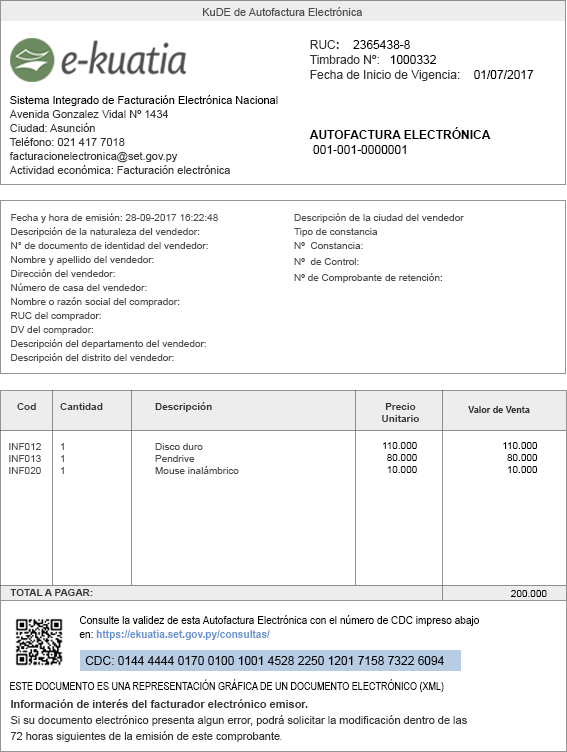 KuDE de Autofactura Electrónica
e-kuatia
RUC: 2365438-8
Timbrado Nº: 1000332
Fecha de Inicio de Vigencia: 01/07/2017
Sistema Integrado de Facturación Electrónica Nacional
Avenida Gonzalez Vidal Nº 1434
Ciudad: Asunción
Teléfono: 021 417 7018
facturacionelectronica@set.gov.py
Actividad económica: Facturación electrónica
AUTOFACTURA ELECTRÓNICA
001-001-0000001
Fecha y hora de emisión: 28-09-2017 16:22:48
Descripción de la naturaleza del vendedor:
N° de documento de identidad del vendedor:
Nombre y apellido del vendedor:
Dirección del vendedor:
Número de casa del vendedor:
Nombre o razón social del comprador:
RUC del comprador:
DV del comprador:
Descripción del departamento del vendedor:
Descripción del distrito del vendedor:
Descripción de la ciudad del vendedor
Tipo de constancia
Nº Constancia:
Nº de Control:
Nº de Comprobante de retención:
Cod Cantidad Descripción Precio Unitario Valor de Venta
INF012 1 Disco duro 110.000 110.000
INF013 1 Pendrive 80.000 80.000
INF020 1 Mouse inalámbrico 10.000 10.000
TOTAL A PAGAR: 200.000
Consulte la validez de esta Autofactura Electrónica con el número de CDC impreso abajo
en: https://ekuatia.set.gov.py/consultas/
CDC: 0144 4444 0170 0100 1001 4528 2250 1201 7158 7322 6094
ESTE DOCUMENTO ES UNA REPRESENTACIÓN GRÁFICA DE UN DOCUMENTO ELECTRÓNICO (XML)
Información de interés del facturador electrónico emisor.
Si su documento electrónico presenta algun error, podrá solicitar la modificación dentro de las
72 horas siguientes de la emisión de este comprobante.